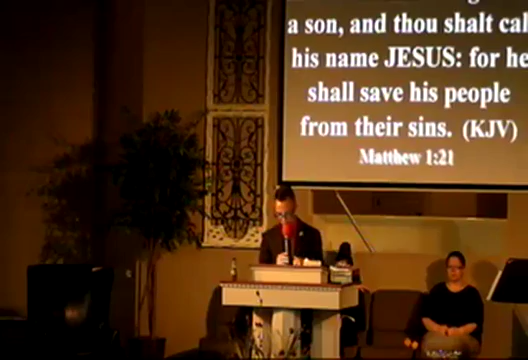 a son, and thou shalt cal
his name JESUS: for he
shall save his people
from their sins. (KJV)
Matthew 1:21